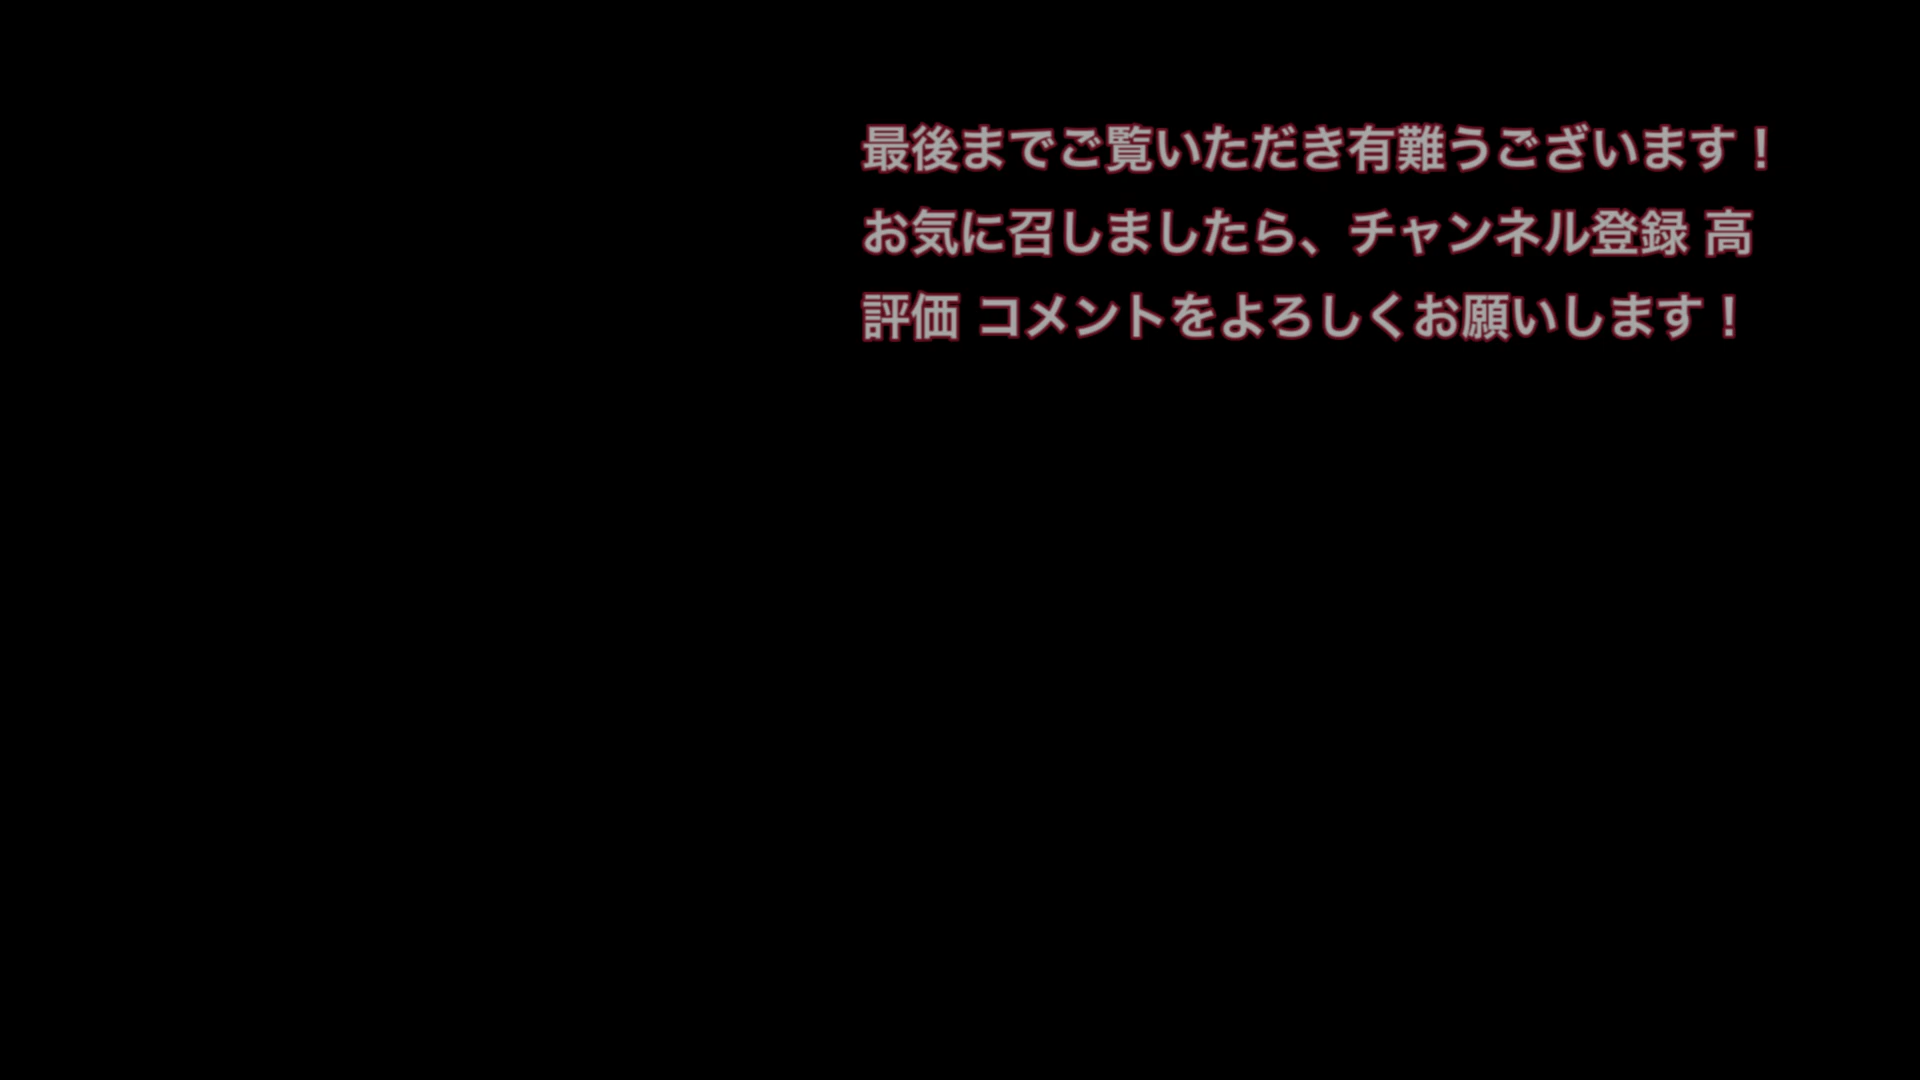 最後までご覧いただき有難うございます！
お気に召しましたら、チャンネル登録 高
評価 コメントをよろしくお願いします！